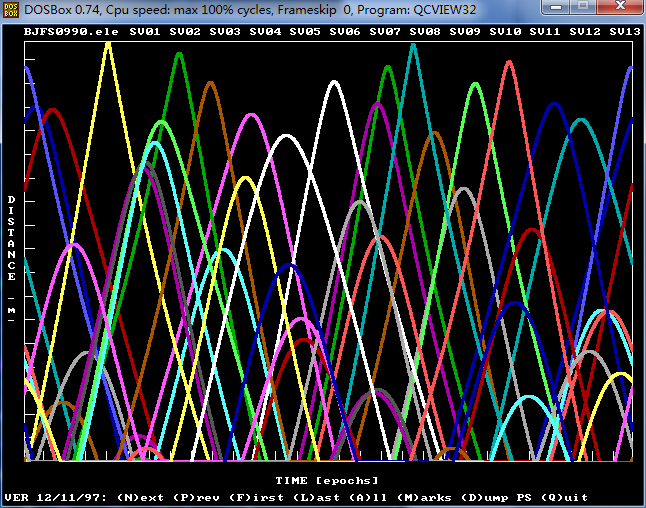 DOS BOX DOSBox 0.74, Cpu speed: max 100% cycles, Frameskip 0, Program: QCVIEW32
BJFS0990.ele SV01 SV02 SV03 SV04 SV05 SV06 SV07 SV08 SV09 SV10 SV11 SV12 SV13
DISTANCE -M-
TIME [epochs]
VER 12/11/97: (N)ext (P)rev (F)irst (L)ast (A)ll (M)arks (D)ump PS (Q)uit